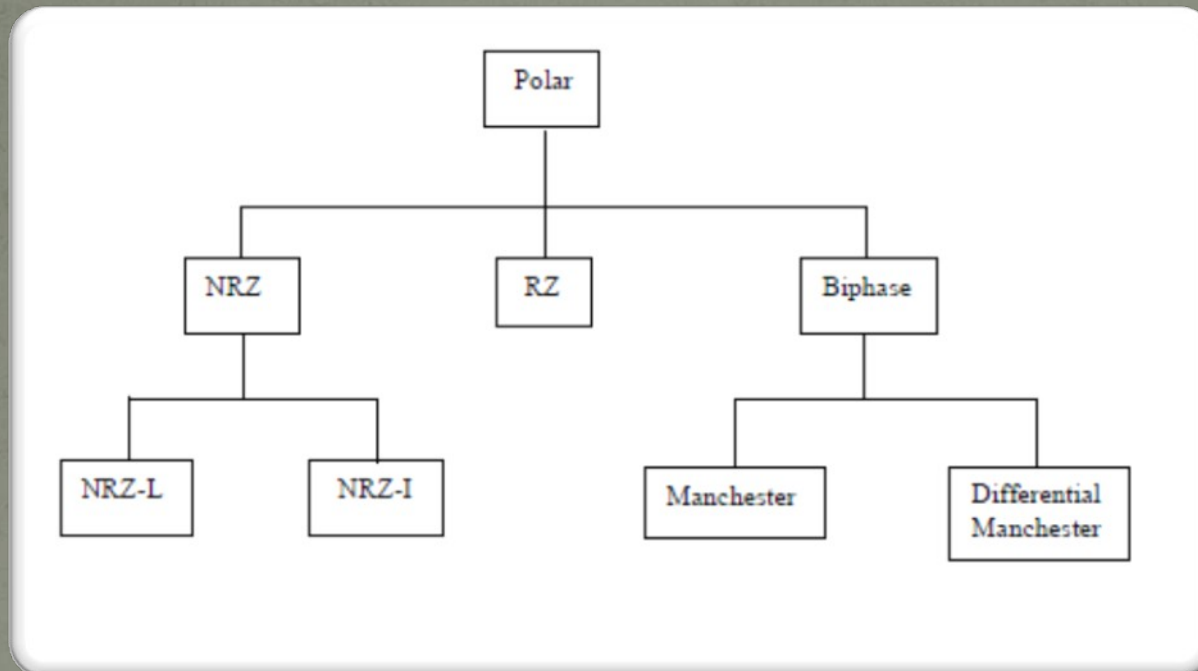 Polar
NRZ
RZ
Biphase
NRZ-L
NRZ-I
Manchester
Differential
Manchester